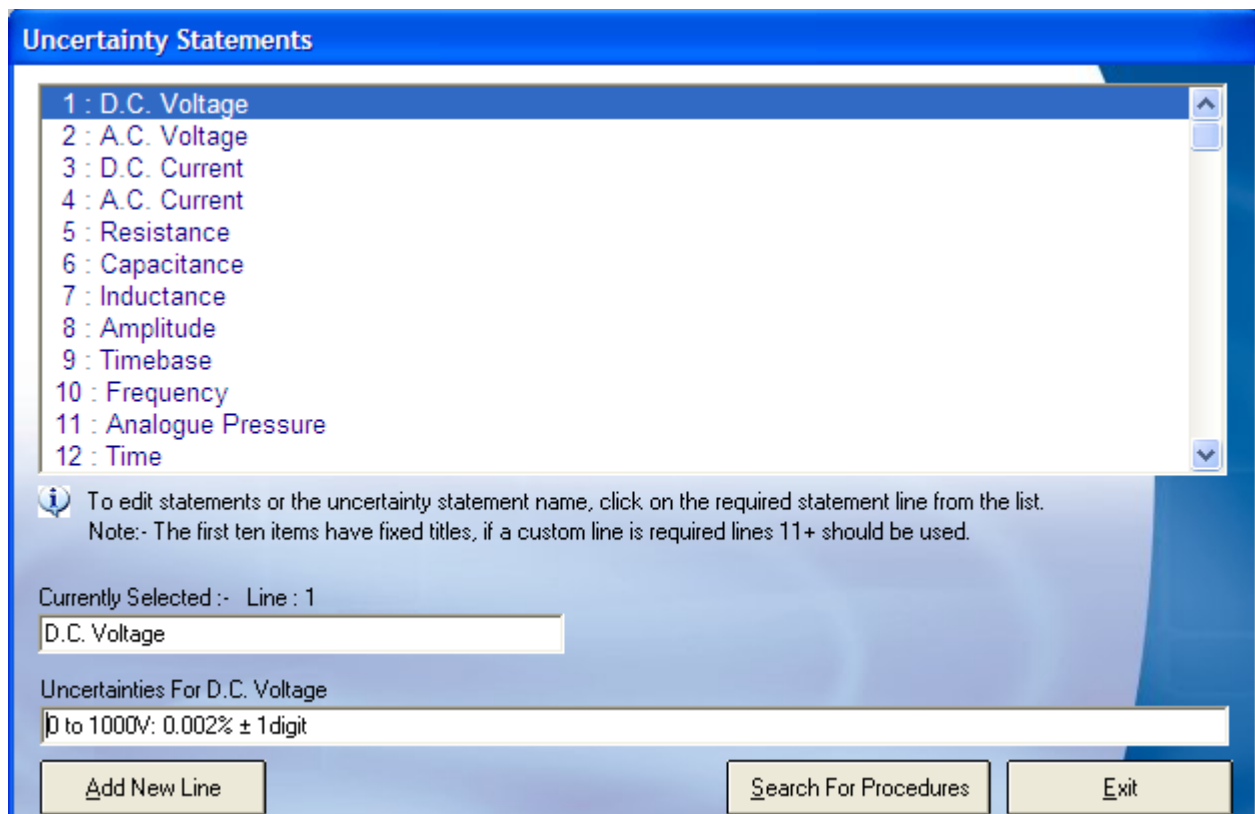 Uncertainty Statements
1 : D.C. Voltage
2 : A.C. Voltage
3 : D.C. Current
4 : A.C. Current
5 : Resistance
6 : Capacitance
7 : Inductance
8 : Amplitude
9 : Timebase
10 : Frequency
11 : Analogue Pressure
12 : Time
To edit statements or the uncertainty statement name, click on the required statement line from the list.
Note:- The first ten items have fixed titles, if a custom line is required lines 11+ should be used.
Currently Selected :- Line : 1
D.C. Voltage
Uncertainties For D.C. Voltage
0 to 1000V: 0.002% ± 1digit
Add New Line
Search For Procedures
Exit